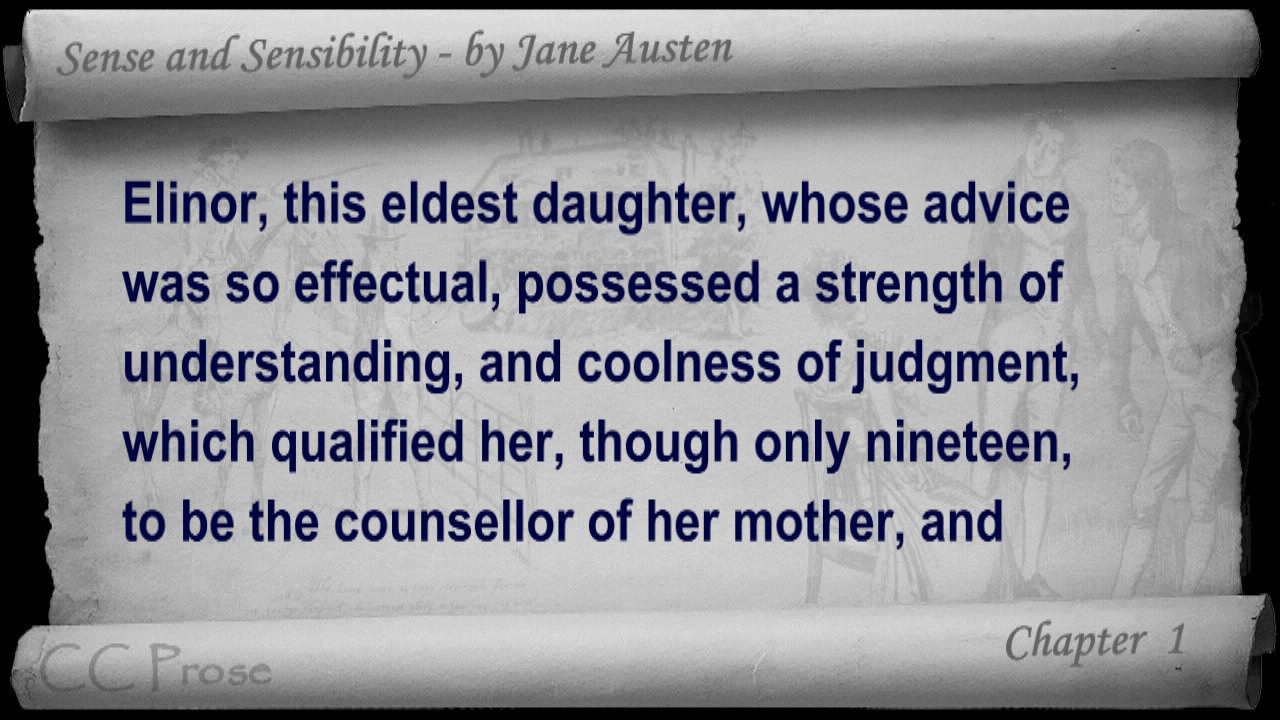 Sense and Sensibility - by Jane Austen
Elinor, this eldest daughter, whose advice
was so effectual, possessed a strength of
understanding, and coolness of judgment,
which qualified her, though only nineteen,
to be the counsellor of her mother, and
Chapter 1
CC Prose